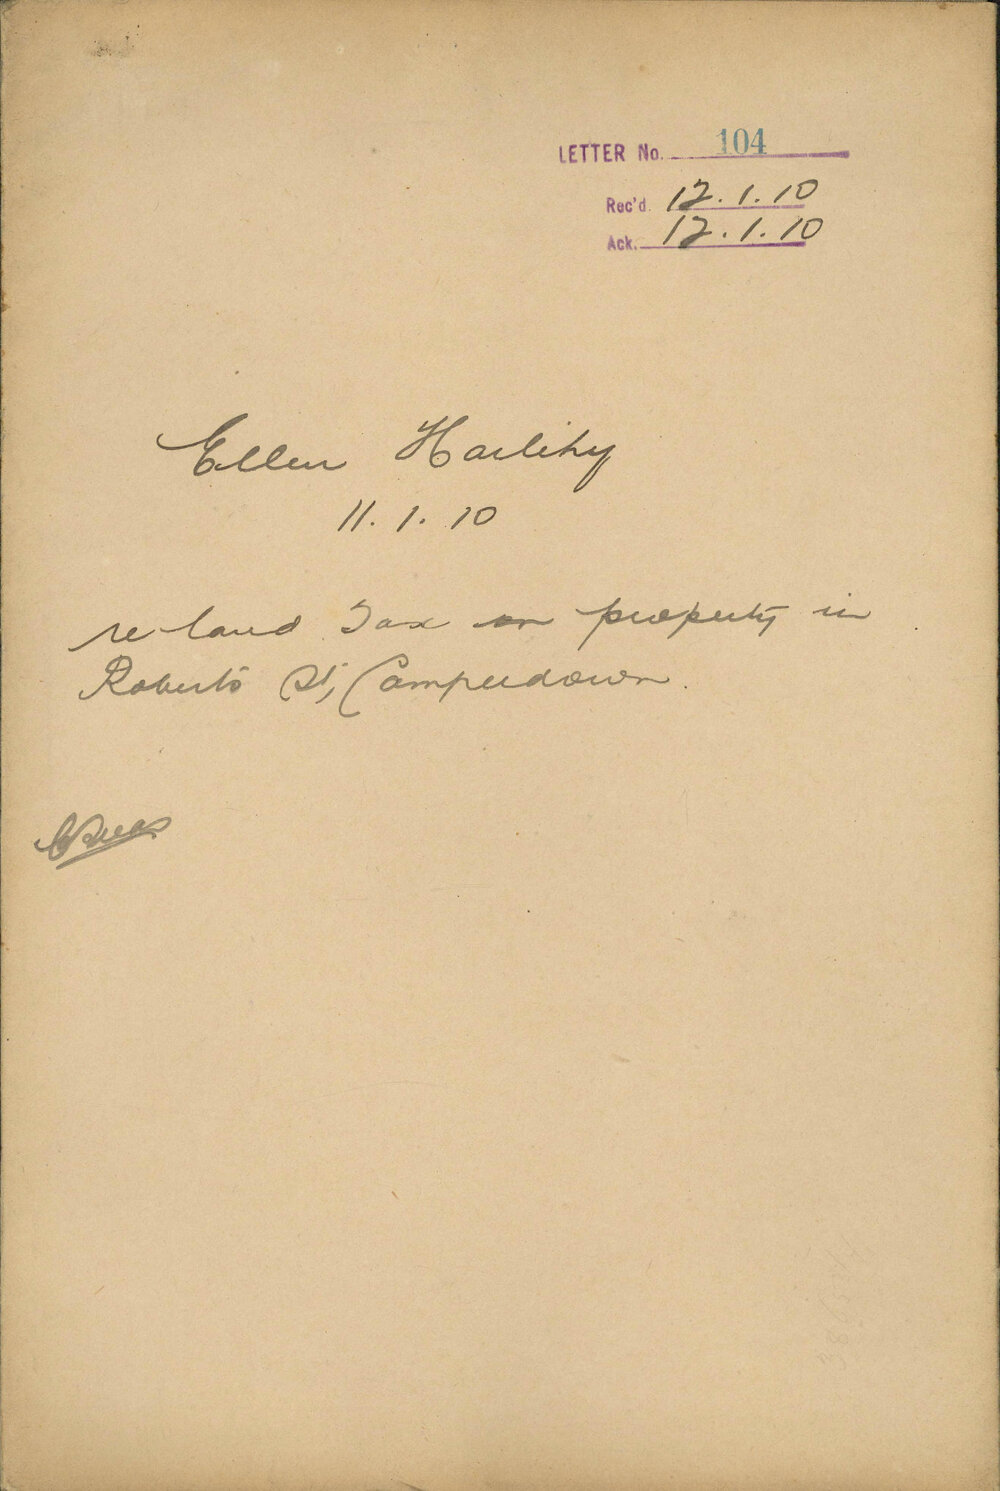 LETTER No. 104
Rec'd. 12.1.10
Ack. 12.1.10
Ellen Harlihy
11.1.10
re land Tax on property in
Roberts St, Camperdown.